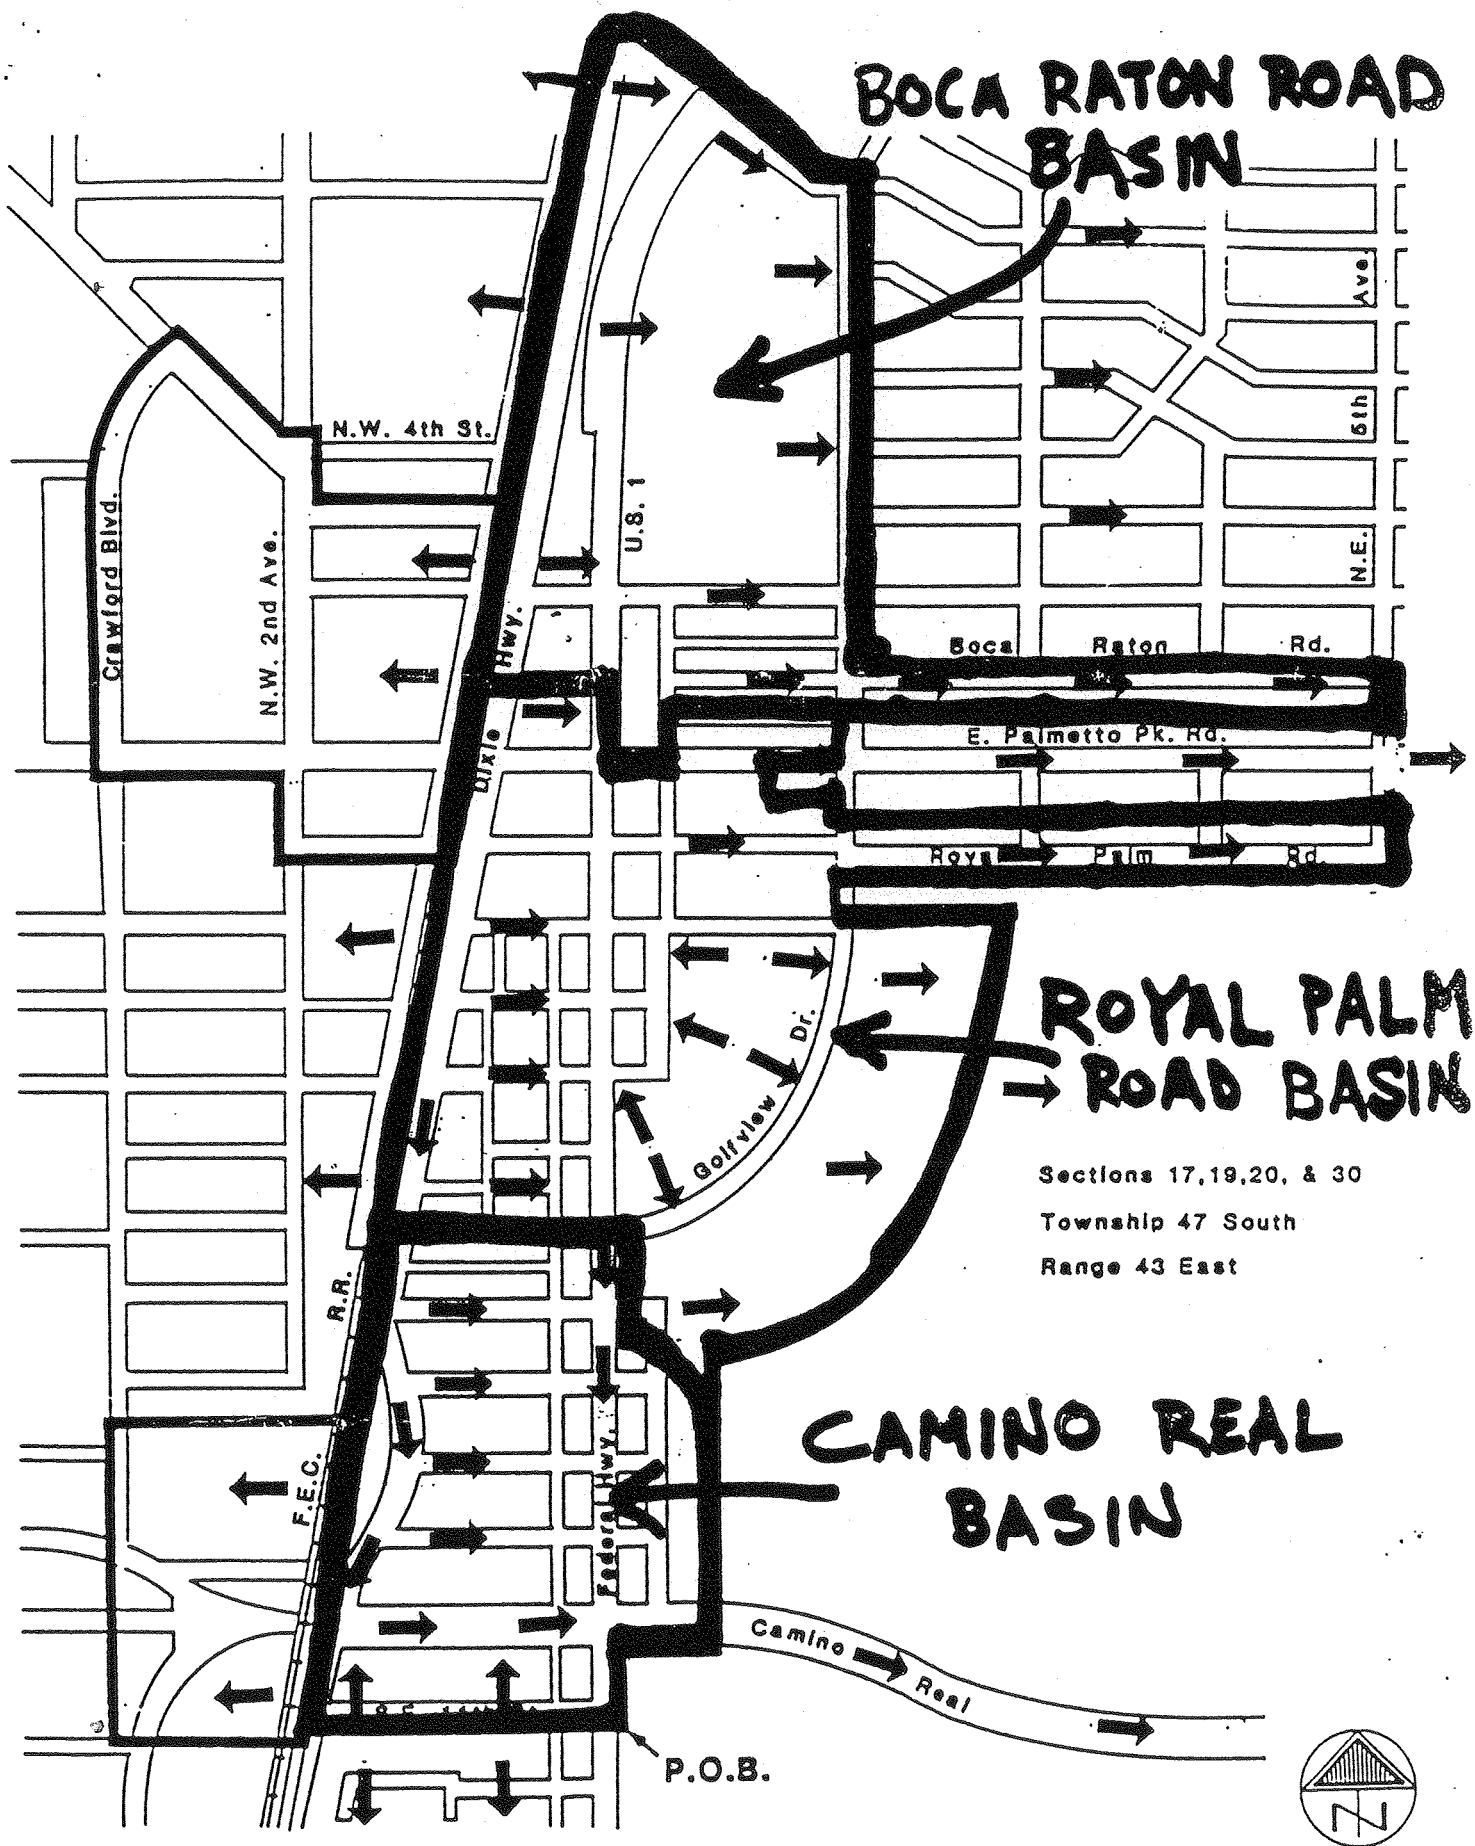 BOCA RATON ROAD
BASIN
Ave.
5th
N.E.
N.W. 4th St.
U.S. 1
Crawford Blvd.
N.W. 2nd Ave.
Dixie Hwy.
Boca Raton Rd.
E. Palmetto Pk. Rd.
Royal Palm Rd.
Golfview Dr.
ROYAL PALM
ROAD BASIN
Sections 17,19,20, & 30
Township 47 South
Range 43 East
F.E.C. R.R.
CAMINO REAL
BASIN
Federal Hwy.
Camino Real
P.O.B.
N